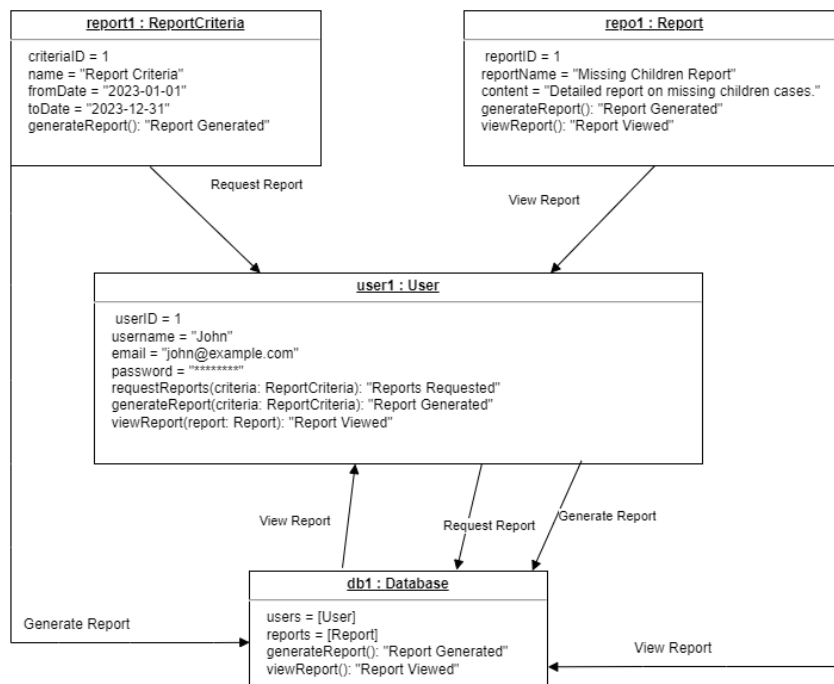 report1 : ReportCriteria
criteriaID = 1
name = "Report Criteria"
fromDate = "2023-01-01"
toDate = "2023-12-31"
generateReport(): "Report Generated"
repo1 : Report
reportID = 1
reportName = "Missing Children Report"
content = "Detailed report on missing children cases."
generateReport(): "Report Generated"
viewReport(): "Report Viewed"
Request Report
View Report
user1 : User
userID = 1
username = "John"
email = "john@example.com"
password = "********"
requestReports(criteria: ReportCriteria): "Reports Requested"
generateReport(criteria: ReportCriteria): "Report Generated"
viewReport(report: Report): "Report Viewed"
View Report
Request Report
Generate Report
db1 : Database
users = [User]
reports = [Report]
generateReport(): "Report Generated"
viewReport(): "Report Viewed"
Generate Report
View Report